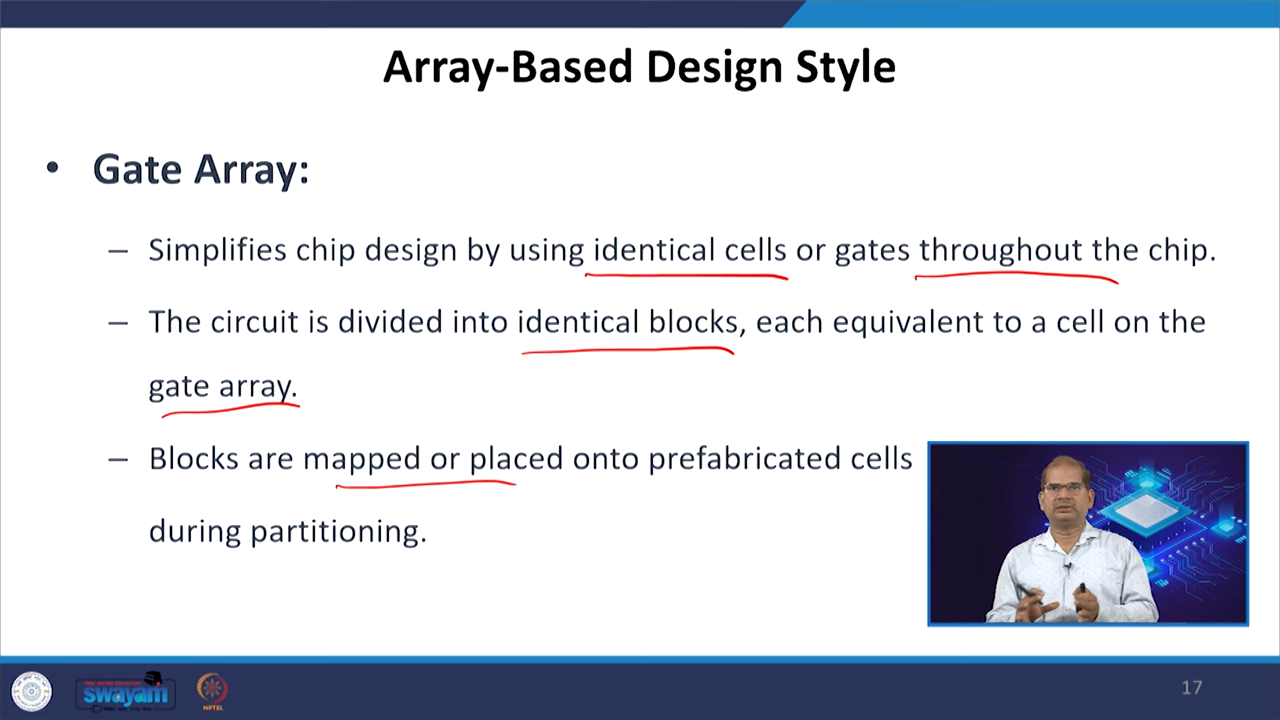 Array-Based Design Style
• Gate Array:
– Simplifies chip design by using identical cells or gates throughout the chip.
– The circuit is divided into identical blocks, each equivalent to a cell on the
gate array.
– Blocks are mapped or placed onto prefabricated cells
during partitioning.
swayam
NPTEL
17